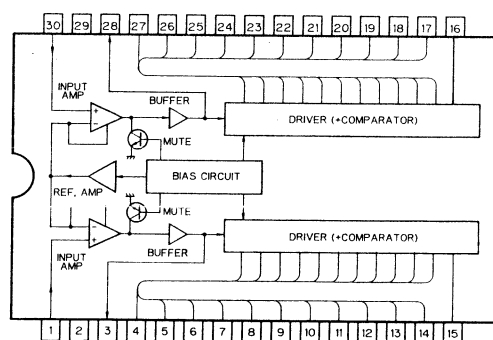 30 29 28 27 26 25 24 23 22 21 20 19 18 17 16
INPUT
AMP
BUFFER
DRIVER (+COMPARATOR)
MUTE
BIAS CIRCUIT
REF. AMP
MUTE
DRIVER (+COMPARATOR)
INPUT
AMP
BUFFER
1 2 3 4 5 6 7 8 9 10 11 12 13 14 15